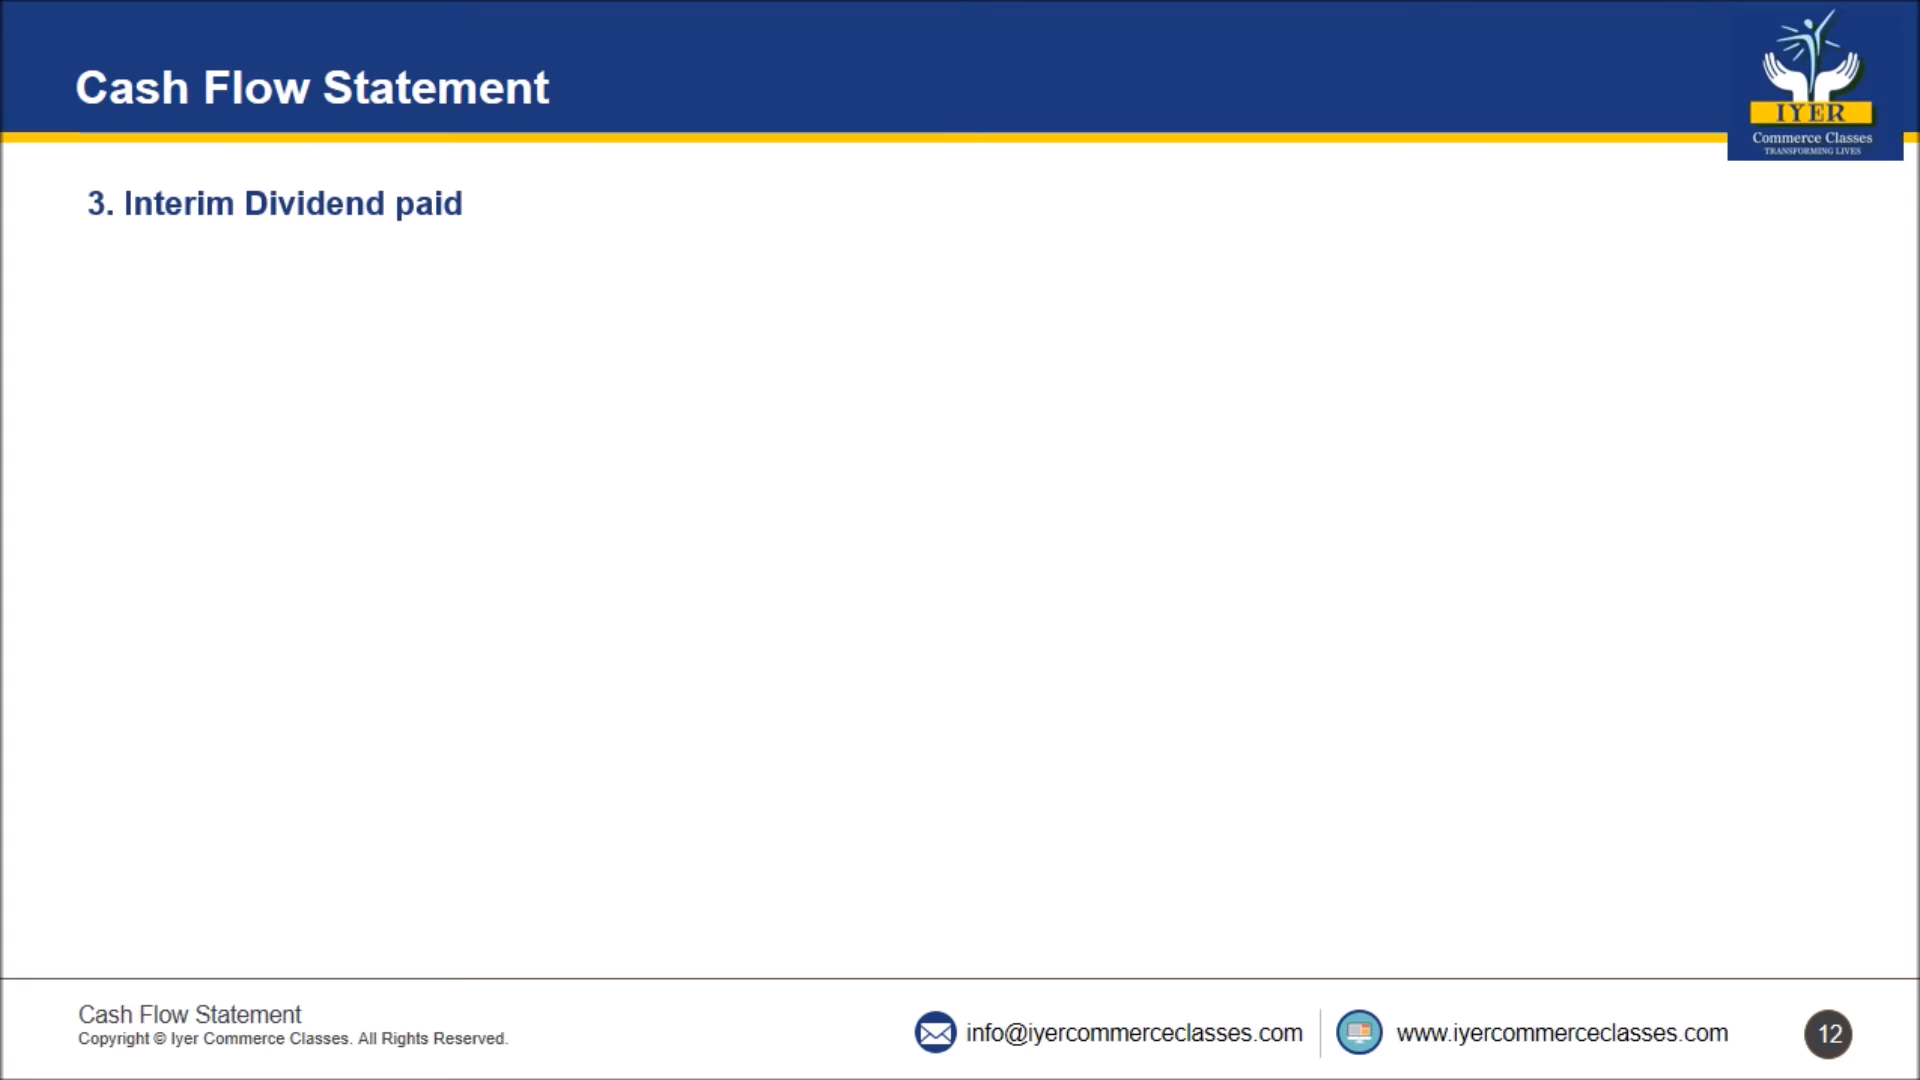 Cash Flow Statement
IYER
Commerce Classes
TRANSFORMING LIVES
3. Interim Dividend paid
Cash Flow Statement
Copyright © Iyer Commerce Classes. All Rights Reserved.
info@iyercommerceclasses.com
www.iyercommerceclasses.com
12